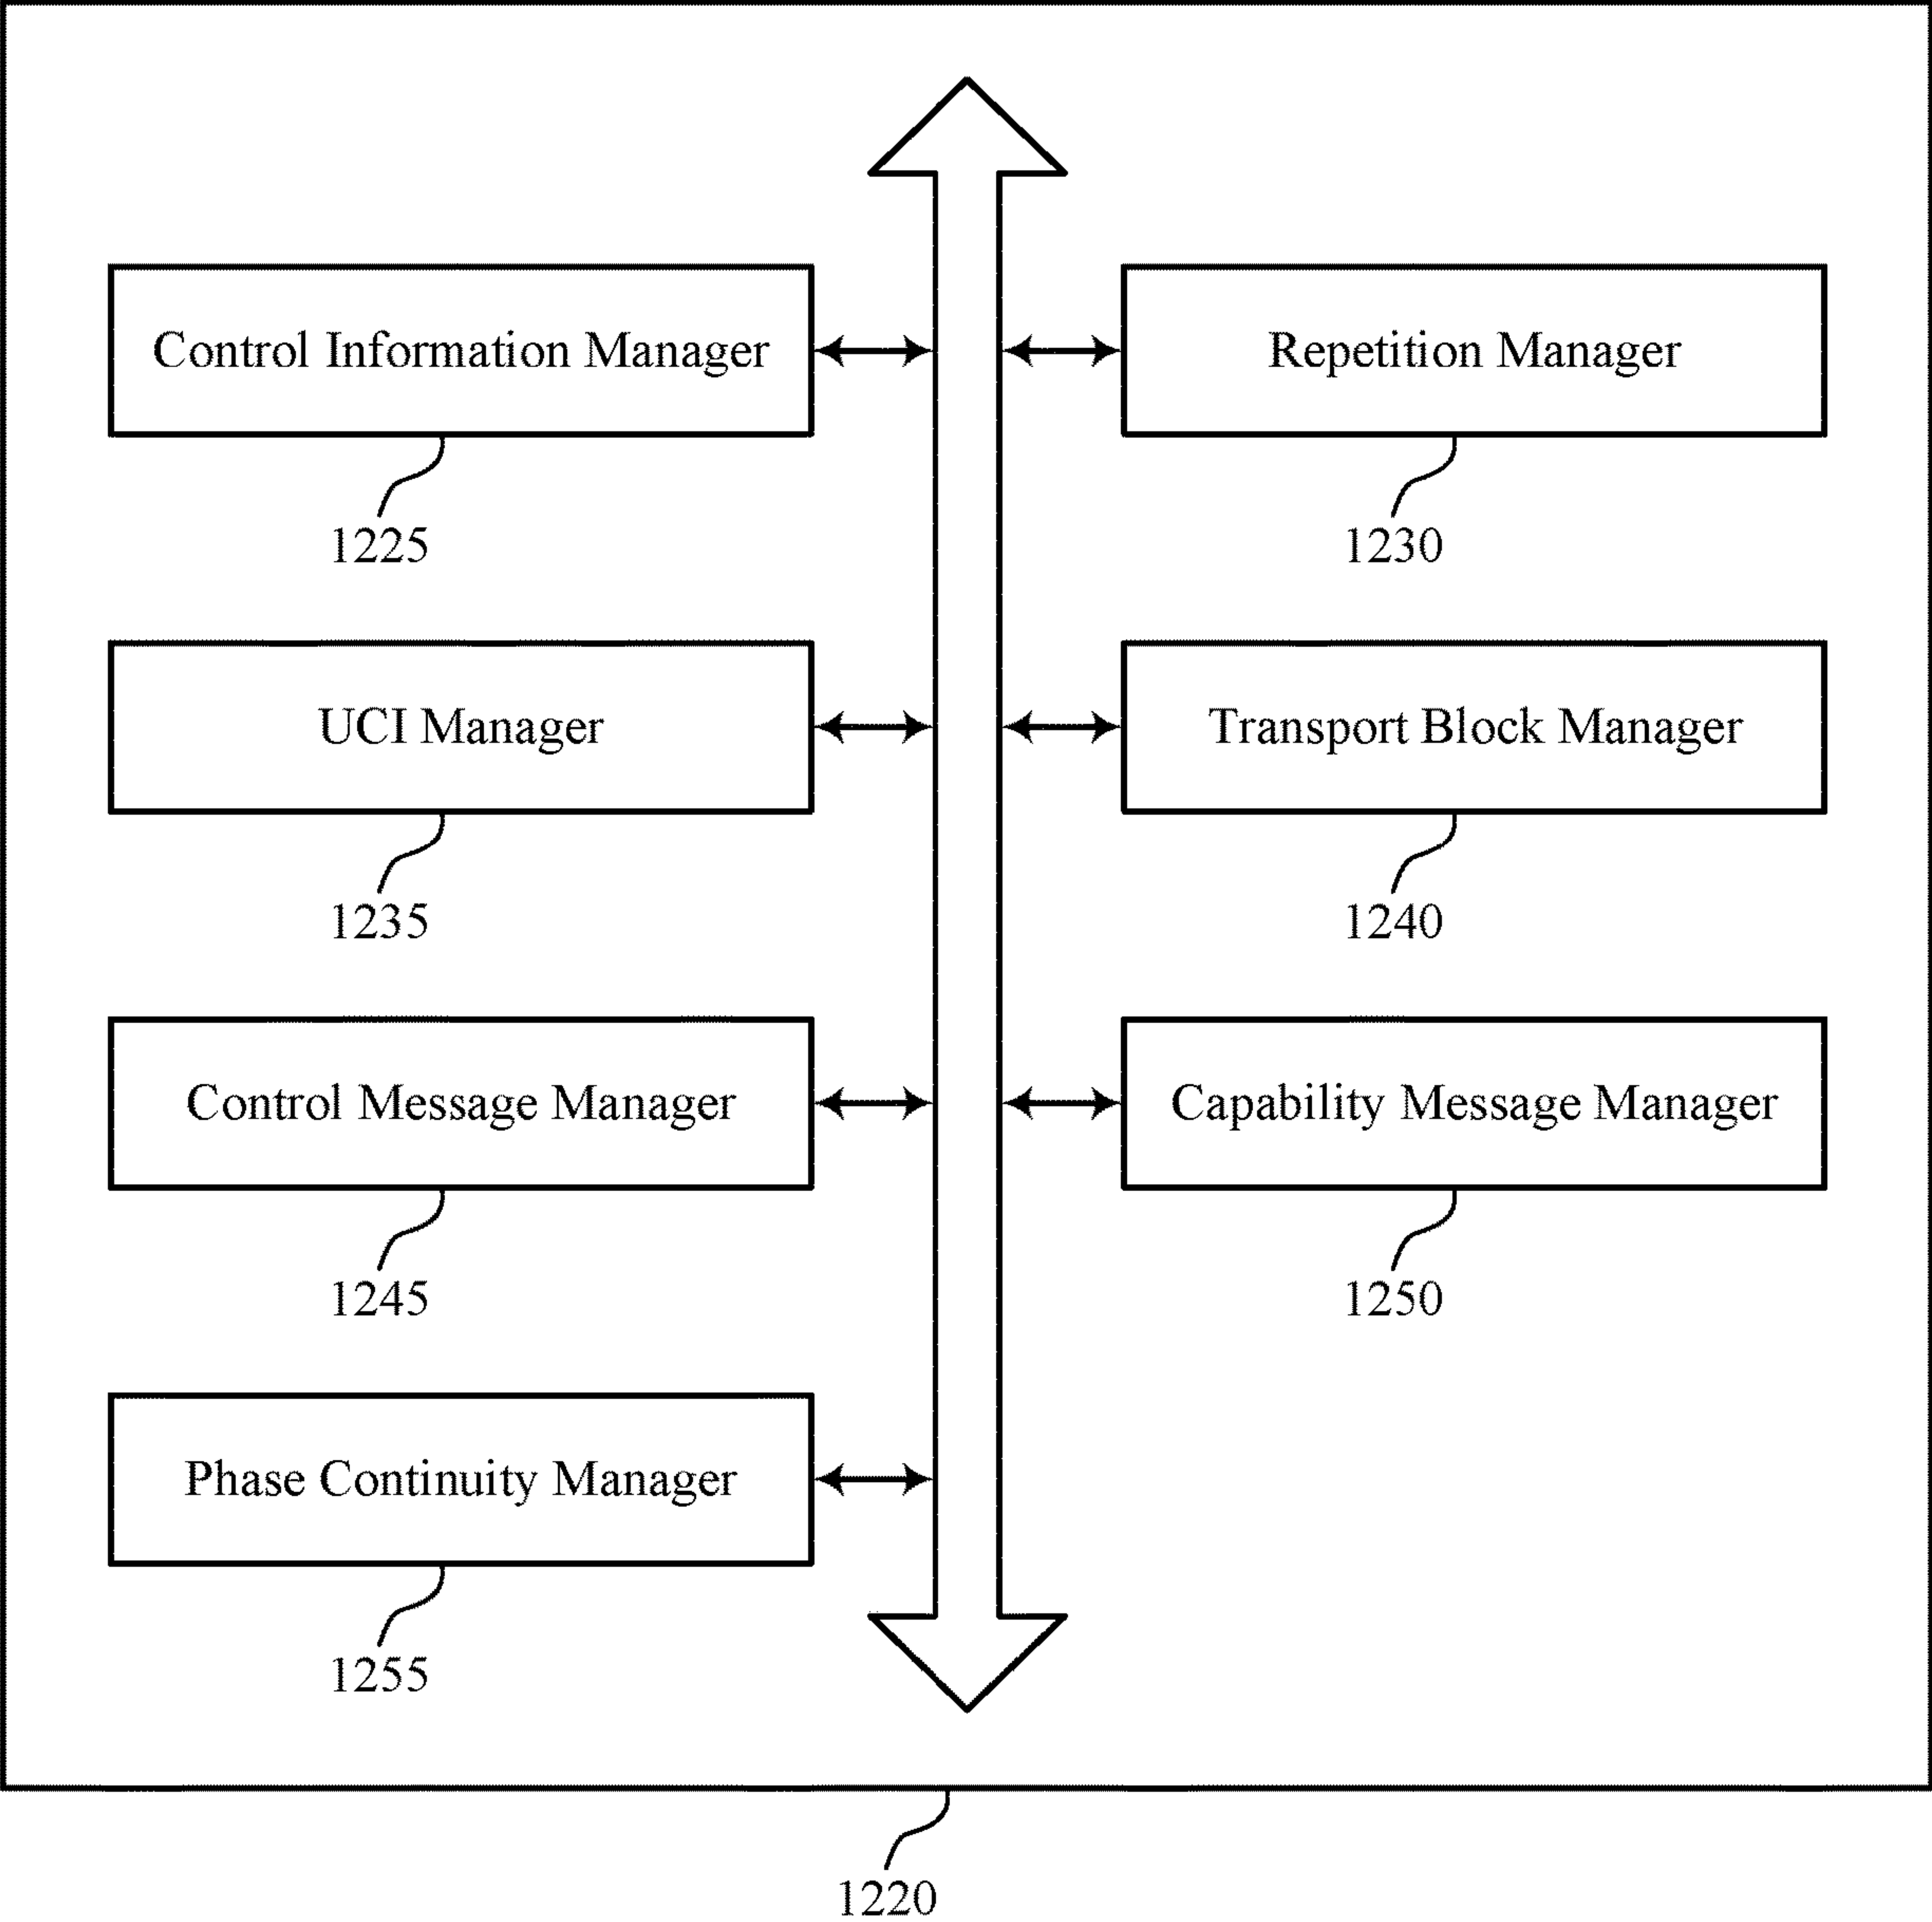 Control Information Manager
Repetition Manager
1225
1230
UCI Manager
Transport Block Manager
1235
1240
Control Message Manager
Capability Message Manager
1245
1250
Phase Continuity Manager
1255
1220